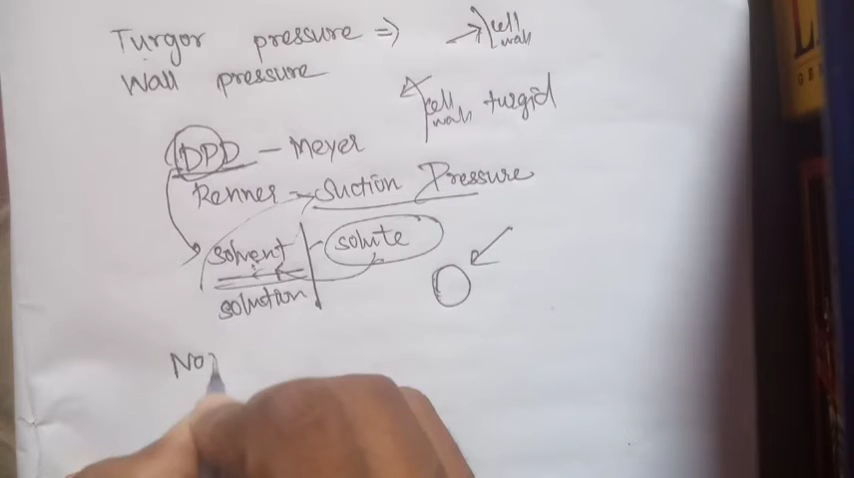 Turgor pressure ⇒ → cell wall
Wall pressure
cell wall turgid
DPD - Meyer
Renner - Suction Pressure
solvent solute
solution
No